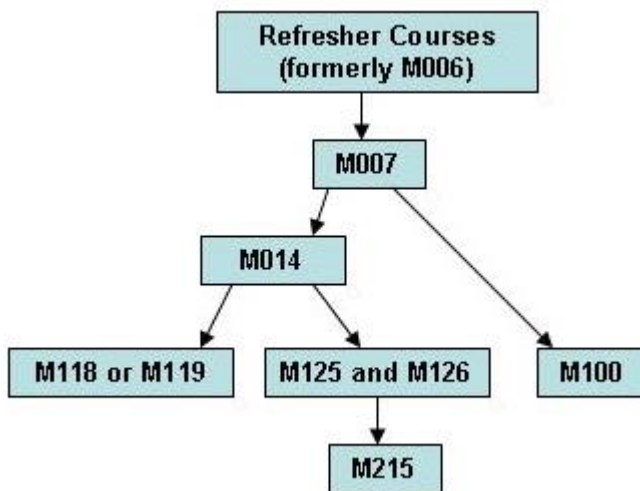 Refresher Courses
(formerly M006)
M007
M014
M118 or M119
M125 and M126
M100
M215